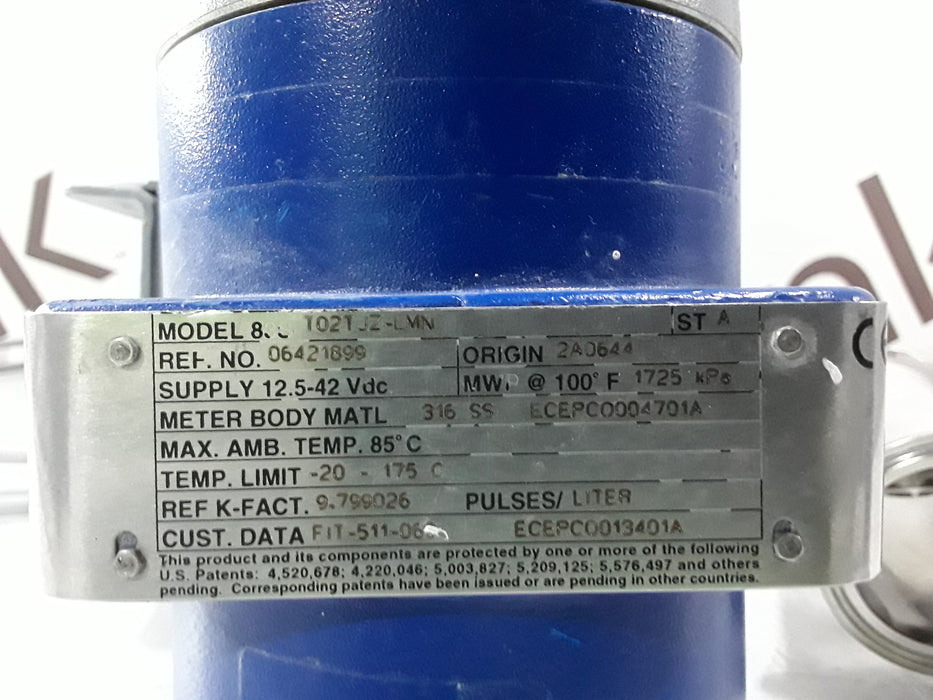 MODEL ST A
REF. NO. 06421899 ORIGIN 2A0644
SUPPLY 12.5-42 Vdc MWP @ 100° F 1725 kPa
METER BODY MATL 316 SS ECEPCO004701A
MAX. AMB. TEMP. 85° C
TEMP. LIMIT -20 - 175 C
REF K-FACT. 9.799026 PULSES/ LITER
CUST. DATA ECEPCO013401A
This product and its components are protected by one or more of the following
U.S. Patents: 4,520,678; 4,220,046; 5,003,827; 5,209,125; 5,576,497 and others
pending. Corresponding patents have been issued or are pending in other countries.